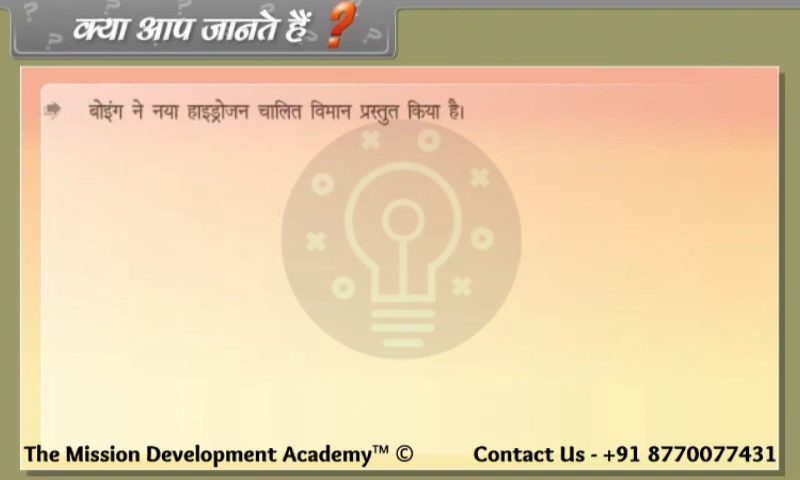 क्या आप जानते हैं ?
बोइंग ने नया हाइड्रोजन चालित विमान प्रस्तुत किया है।
The Mission Development Academy™ ©
Contact Us - +91 8770077431